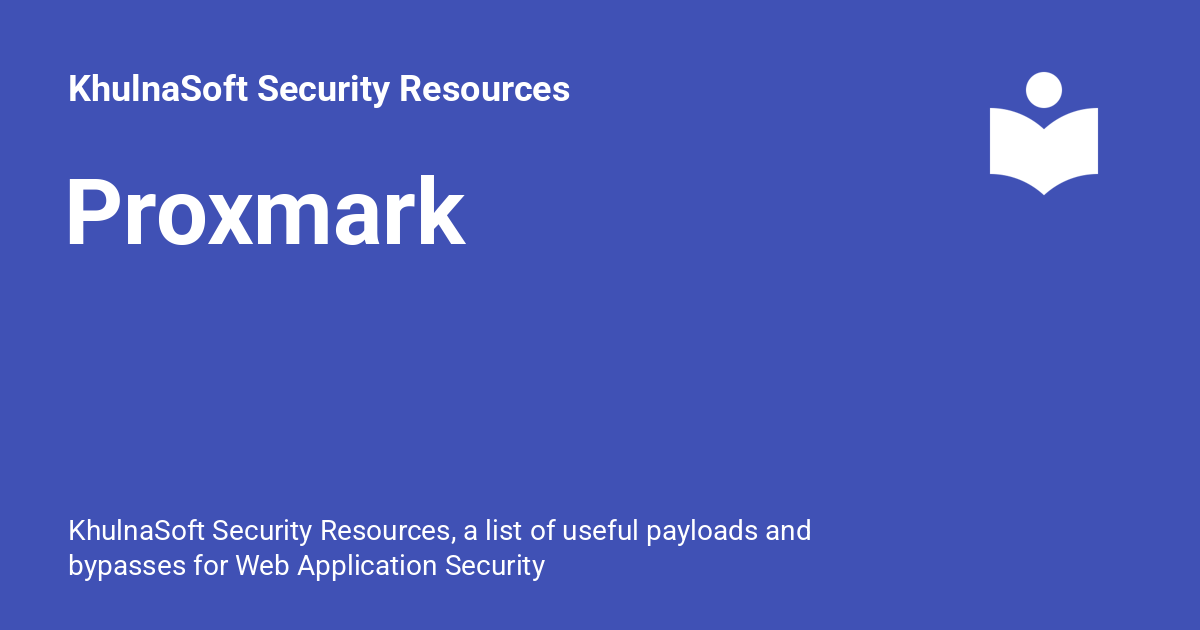 KhulnaSoft Security Resources
Proxmark
KhulnaSoft Security Resources, a list of useful payloads and
bypasses for Web Application Security